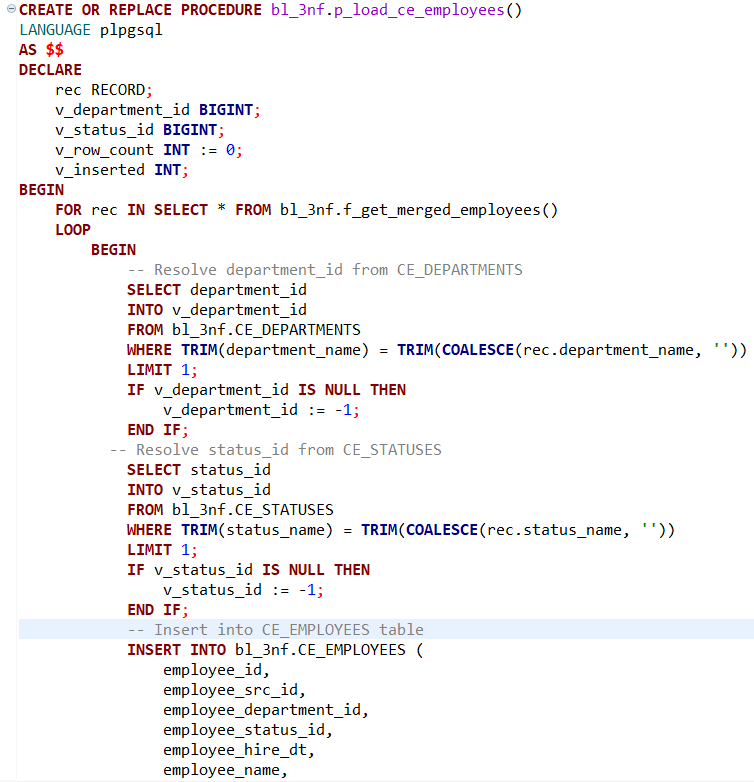 CREATE OR REPLACE PROCEDURE bl_3nf.p_load_ce_employees()
LANGUAGE plpgsql
AS $$
DECLARE
    rec RECORD;
    v_department_id BIGINT;
    v_status_id BIGINT;
    v_row_count INT := 0;
    v_inserted INT;
BEGIN
    FOR rec IN SELECT * FROM bl_3nf.f_get_merged_employees()
    LOOP
        BEGIN
            -- Resolve department_id from CE_DEPARTMENTS
            SELECT department_id
            INTO v_department_id
            FROM bl_3nf.CE_DEPARTMENTS
            WHERE TRIM(department_name) = TRIM(COALESCE(rec.department_name, ''))
            LIMIT 1;
            IF v_department_id IS NULL THEN
                v_department_id := -1;
            END IF;
          -- Resolve status_id from CE_STATUSES
            SELECT status_id
            INTO v_status_id
            FROM bl_3nf.CE_STATUSES
            WHERE TRIM(status_name) = TRIM(COALESCE(rec.status_name, ''))
            LIMIT 1;
            IF v_status_id IS NULL THEN
                v_status_id := -1;
            END IF;
            -- Insert into CE_EMPLOYEES table
            INSERT INTO bl_3nf.CE_EMPLOYEES (
                employee_id,
                employee_src_id,
                employee_department_id,
                employee_status_id,
                employee_hire_dt,
                employee_name,